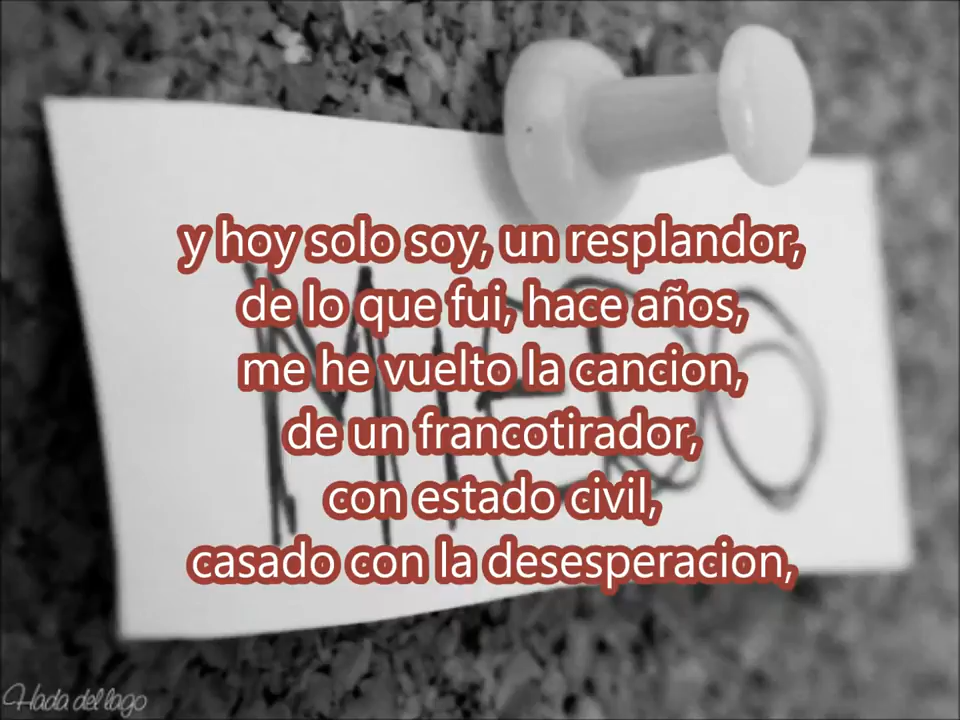 y hoy solo soy, un resplandor,
de lo que fui, hace años,
me he vuelto la cancion,
de un francotirador,
con estado civil,
casado con la desesperacion,
MIEDO
Hada del lago